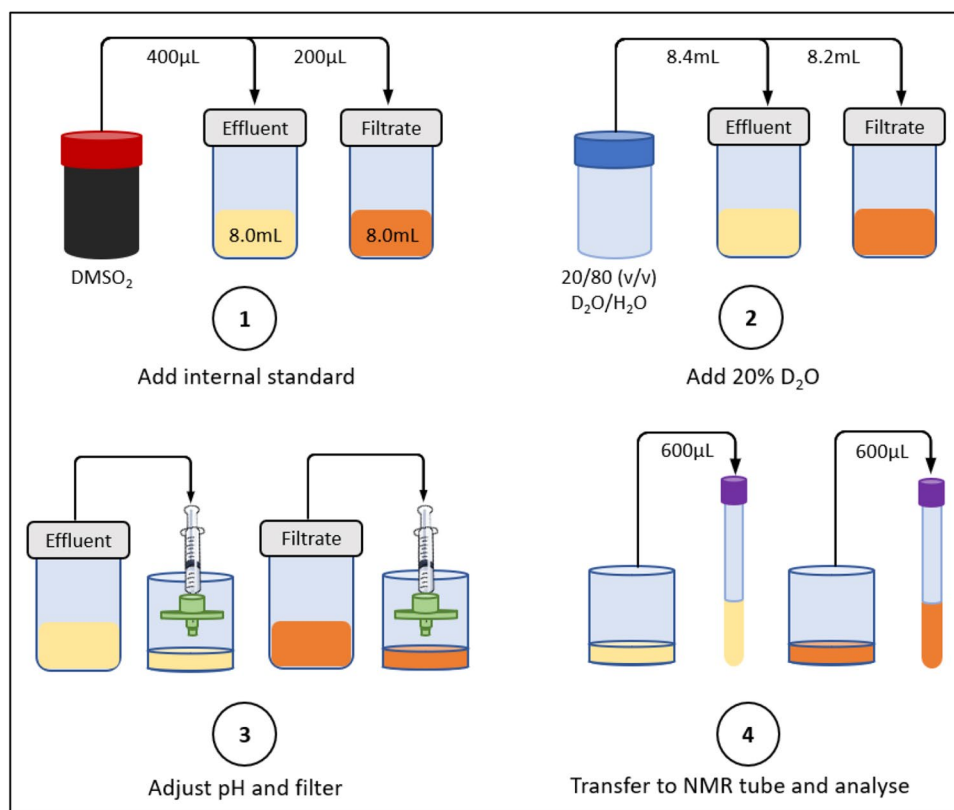 400µL
200µL
Effluent
Filtrate
8.0mL
8.0mL
DMSO₂
1
Add internal standard
8.4mL
8.2mL
Effluent
Filtrate
20/80 (v/v)
D₂O/H₂O
2
Add 20% D₂O
Effluent
Filtrate
3
Adjust pH and filter
600µL
600µL
4
Transfer to NMR tube and analyse